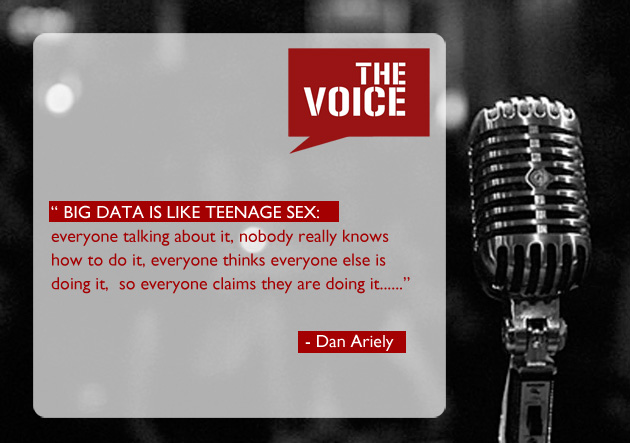 THE
VOICE
“ BIG DATA IS LIKE TEENAGE SEX:
everyone talking about it, nobody really knows
how to do it, everyone thinks everyone else is
doing it,  so everyone claims they are doing it......”
- Dan Ariely